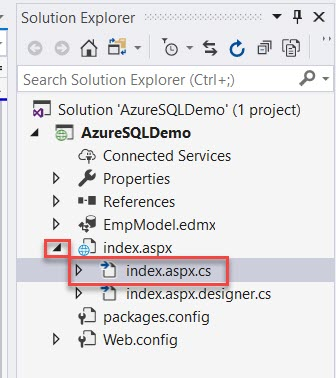 Solution Explorer
Search Solution Explorer (Ctrl+;)
Solution 'AzureSQLDemo' (1 project)
AzureSQLDemo
Connected Services
Properties
References
EmpModel.edmx
index.aspx
index.aspx.cs
index.aspx.designer.cs
packages.config
Web.config